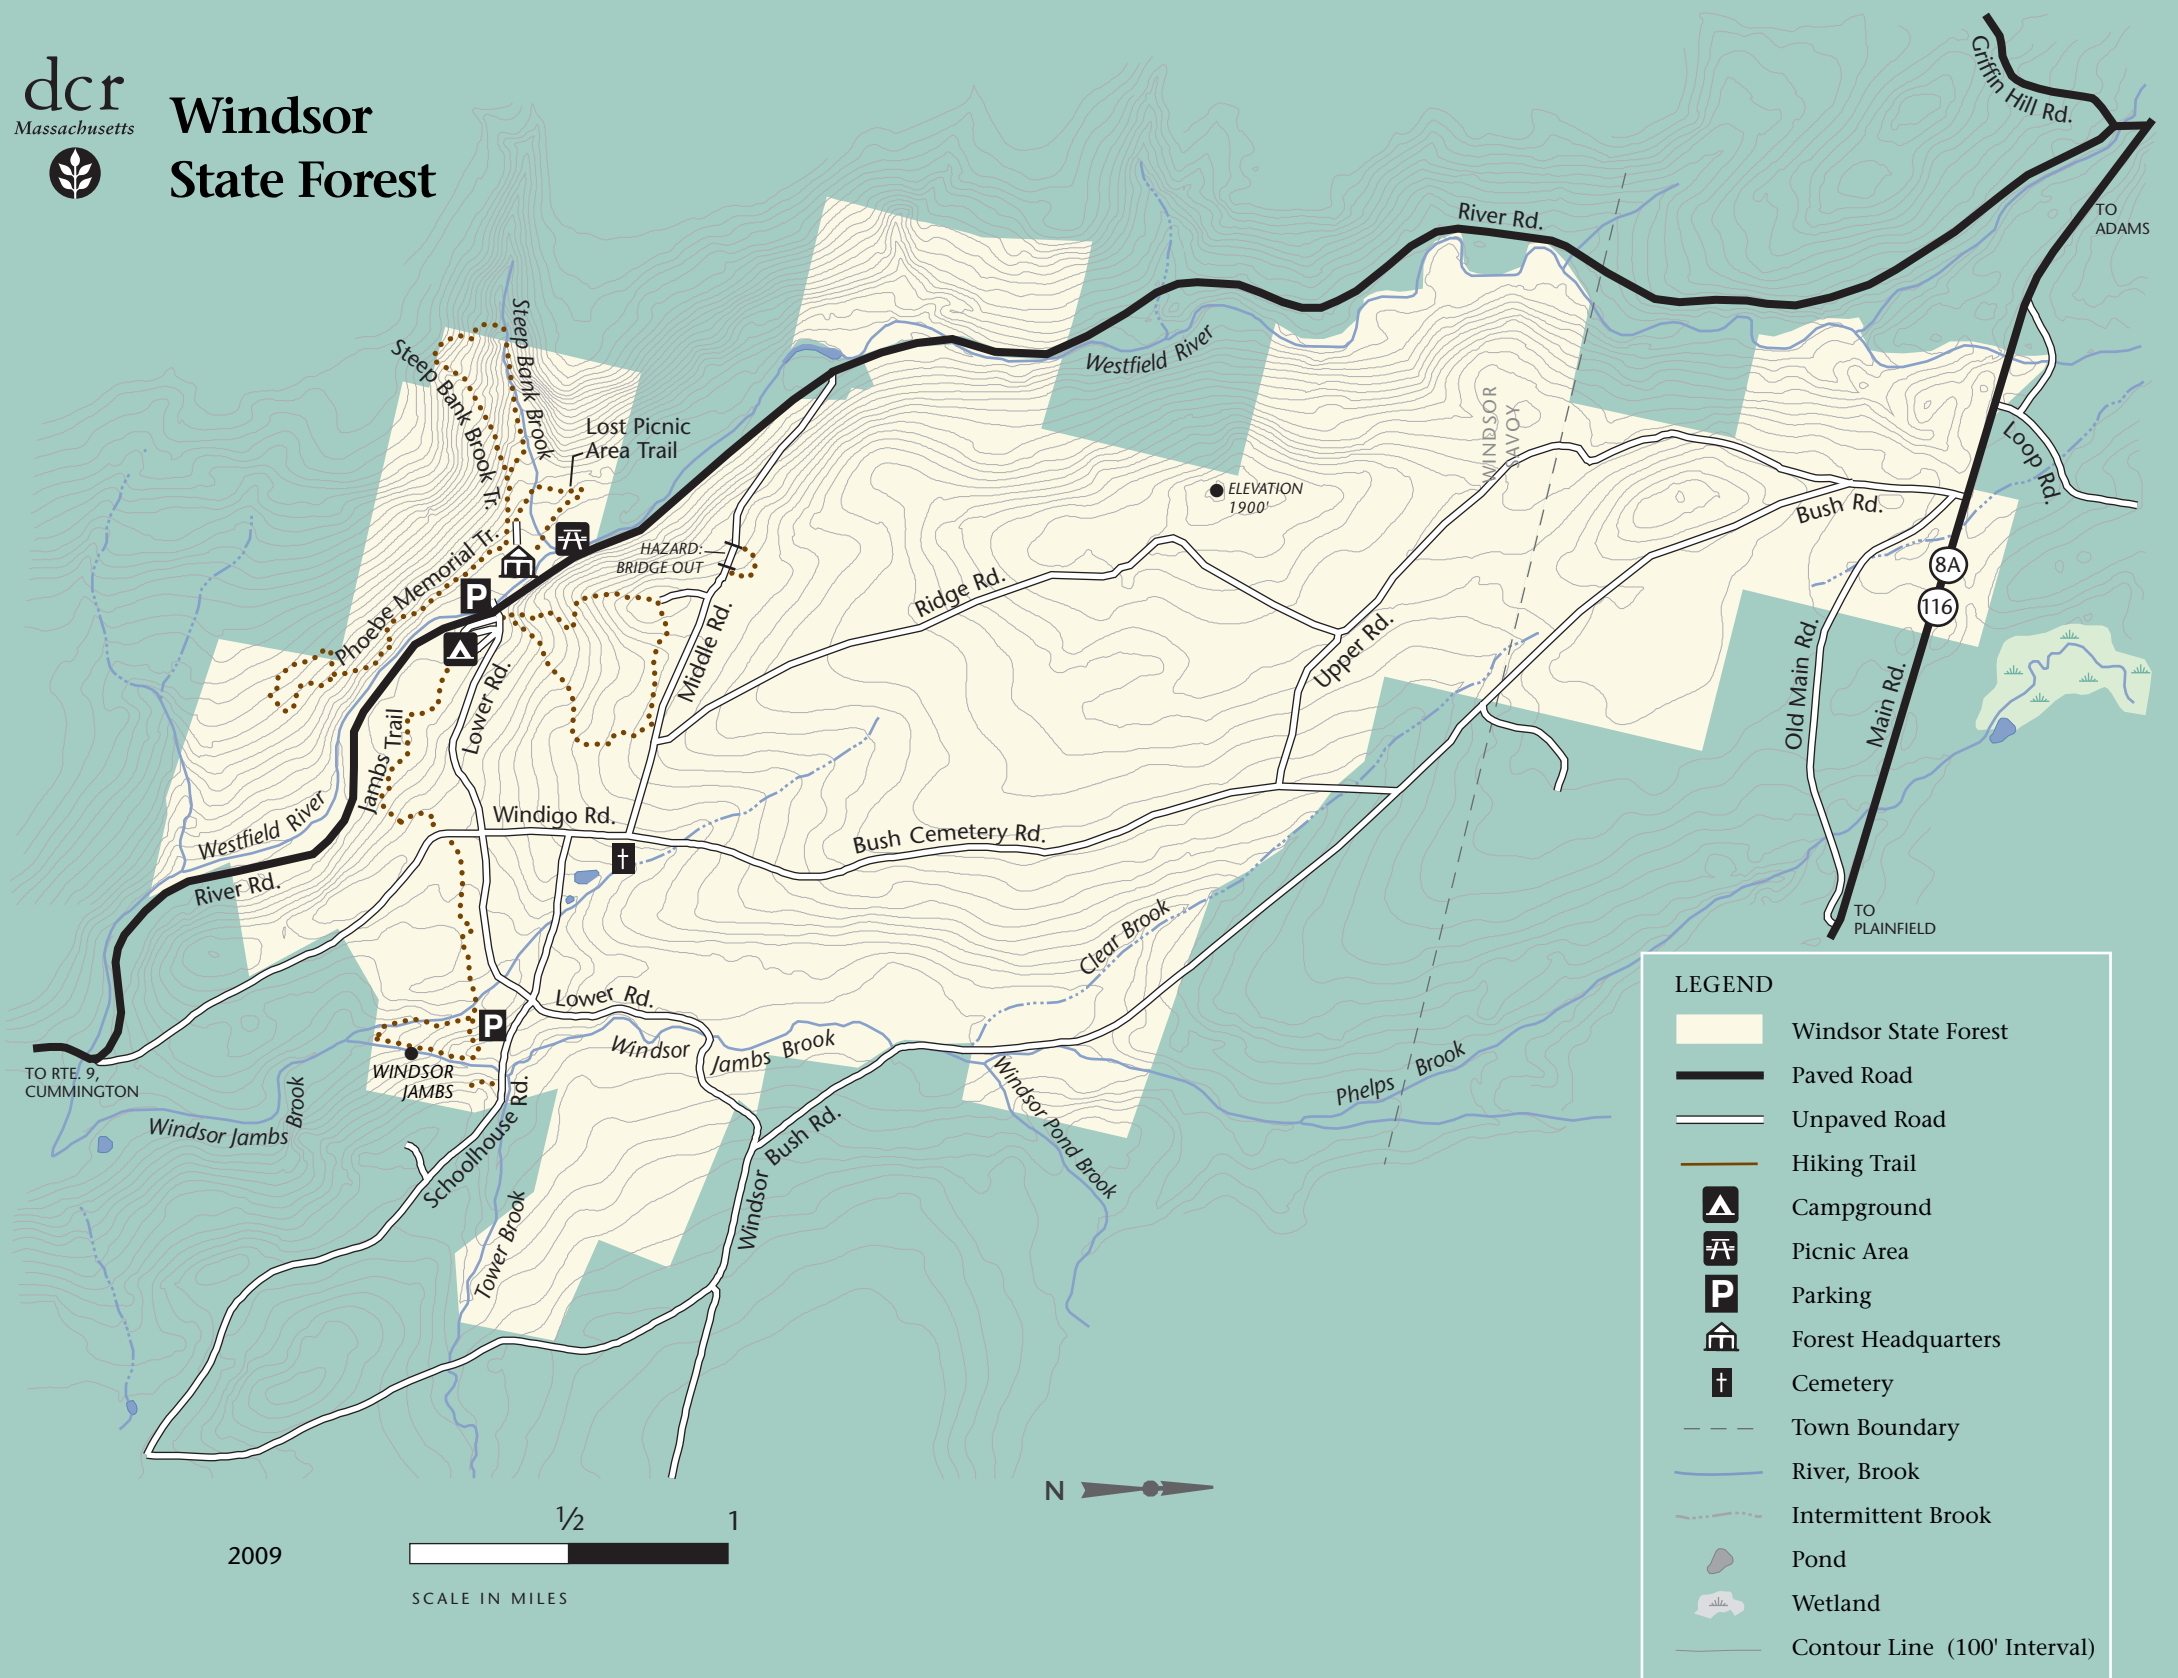 dcr
Massachusetts
Windsor
State Forest
Griffin Hill Rd.
TO
ADAMS
River Rd.
Steep Bank Brook
Steep Bank Brook Tr.
Lost Picnic
Area Trail
Westfield River
WINDSOR
SAVOY
Loop Rd.
ELEVATION
1900'
Bush Rd.
HAZARD:
BRIDGE OUT
Phoebe Memorial Tr.
P
8A
116
Ridge Rd.
Middle Rd.
Upper Rd.
Old Main Rd.
Main Rd.
Lower Rd.
Jambs Trail
Westfield River
Windigo Rd.
Bush Cemetery Rd.
River Rd.
Clear Brook
TO
PLAINFIELD
Lower Rd.
P
Windsor Jambs Brook
WINDSOR
JAMBS
TO RTE. 9,
CUMMINGTON
Windsor Jambs Brook
Schoolhouse Rd.
Tower Brook
Windsor Bush Rd.
Windsor Pond Brook
Phelps Brook
LEGEND
Windsor State Forest
Paved Road
Unpaved Road
Hiking Trail
Campground
Picnic Area
P Parking
Forest Headquarters
Cemetery
Town Boundary
River, Brook
Intermittent Brook
Pond
Wetland
Contour Line (100' Interval)
N
½ 1
2009
SCALE IN MILES